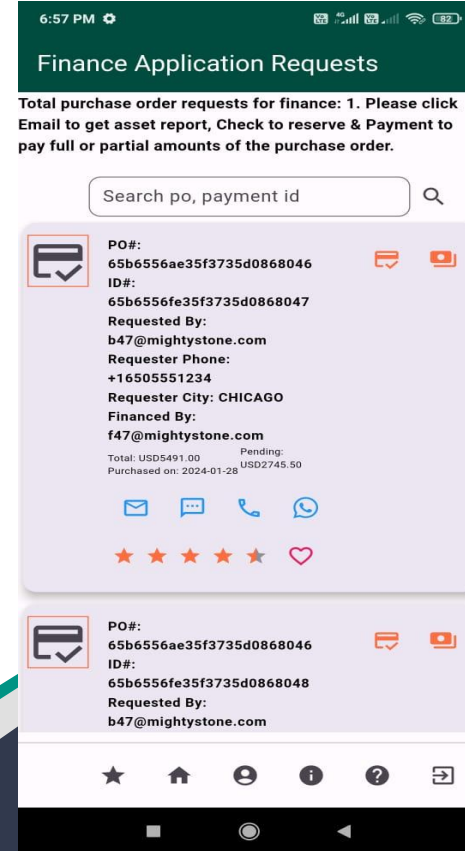 6:57 PM
82
Finance Application Requests
Total purchase order requests for finance: 1. Please click
Email to get asset report, Check to reserve & Payment to
pay full or partial amounts of the purchase order.
Search po, payment id
PO#:
65b6556ae35f3735d0868046
ID#:
65b6556fe35f3735d0868047
Requested By:
b47@mightystone.com
Requester Phone:
+16505551234
Requester City: CHICAGO
Financed By:
f47@mightystone.com
Total: USD5491.00
Purchased on: 2024-01-28
Pending:
USD2745.50
PO#:
65b6556ae35f3735d0868046
ID#:
65b6556fe35f3735d0868048
Requested By:
b47@mightystone.com